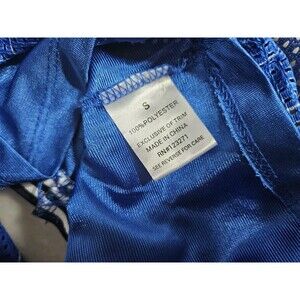 S
100% POLYESTER
EXCLUSIVE OF TRIM
MADE IN CHINA
RN#123271
SEE REVERSE FOR CARE